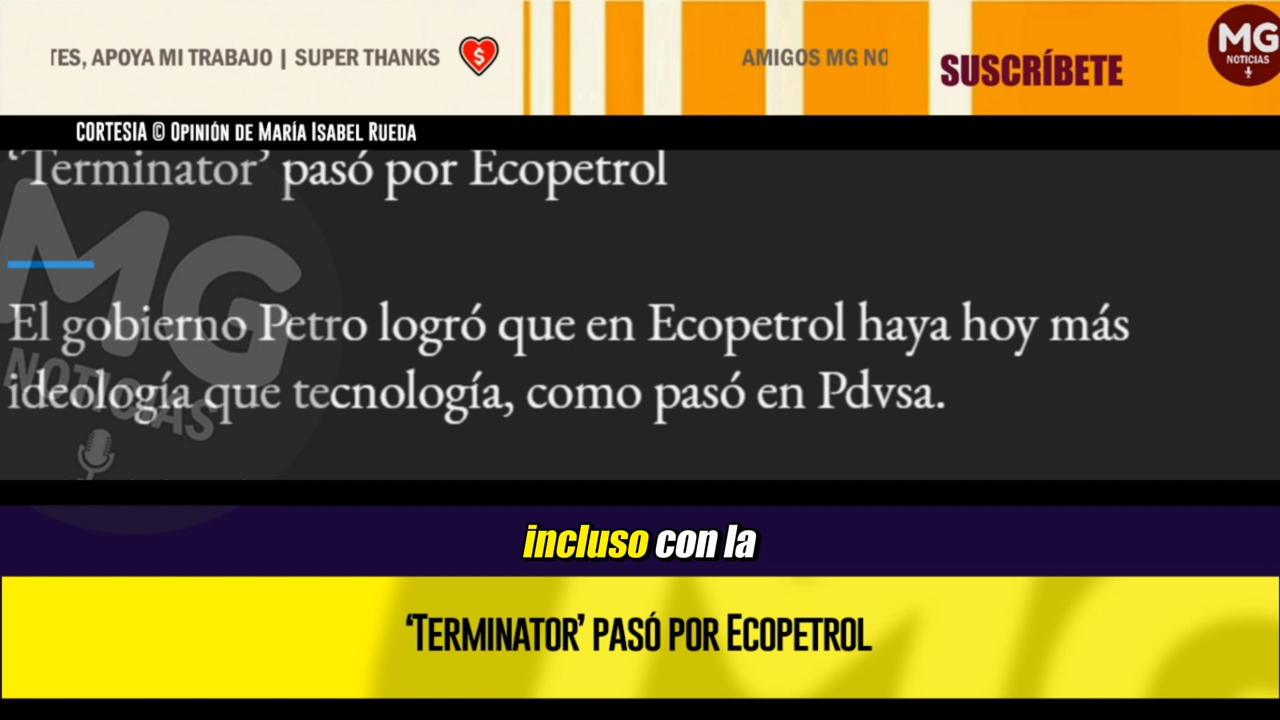 TES, APOYA MI TRABAJO | SUPER THANKS
AMIGOS MG NO
SUSCRÍBETE
MG
NOTICIAS
CORTESIA © OPINIÓN DE MARÍA ISABEL RUEDA
‘Terminator’ pasó por Ecopetrol
El gobierno Petro logró que en Ecopetrol haya hoy más
ideología que tecnología, como pasó en Pdvsa.
MG
NOTICIAS
incluso con la
‘TERMINATOR’ PASÓ POR ECOPETROL